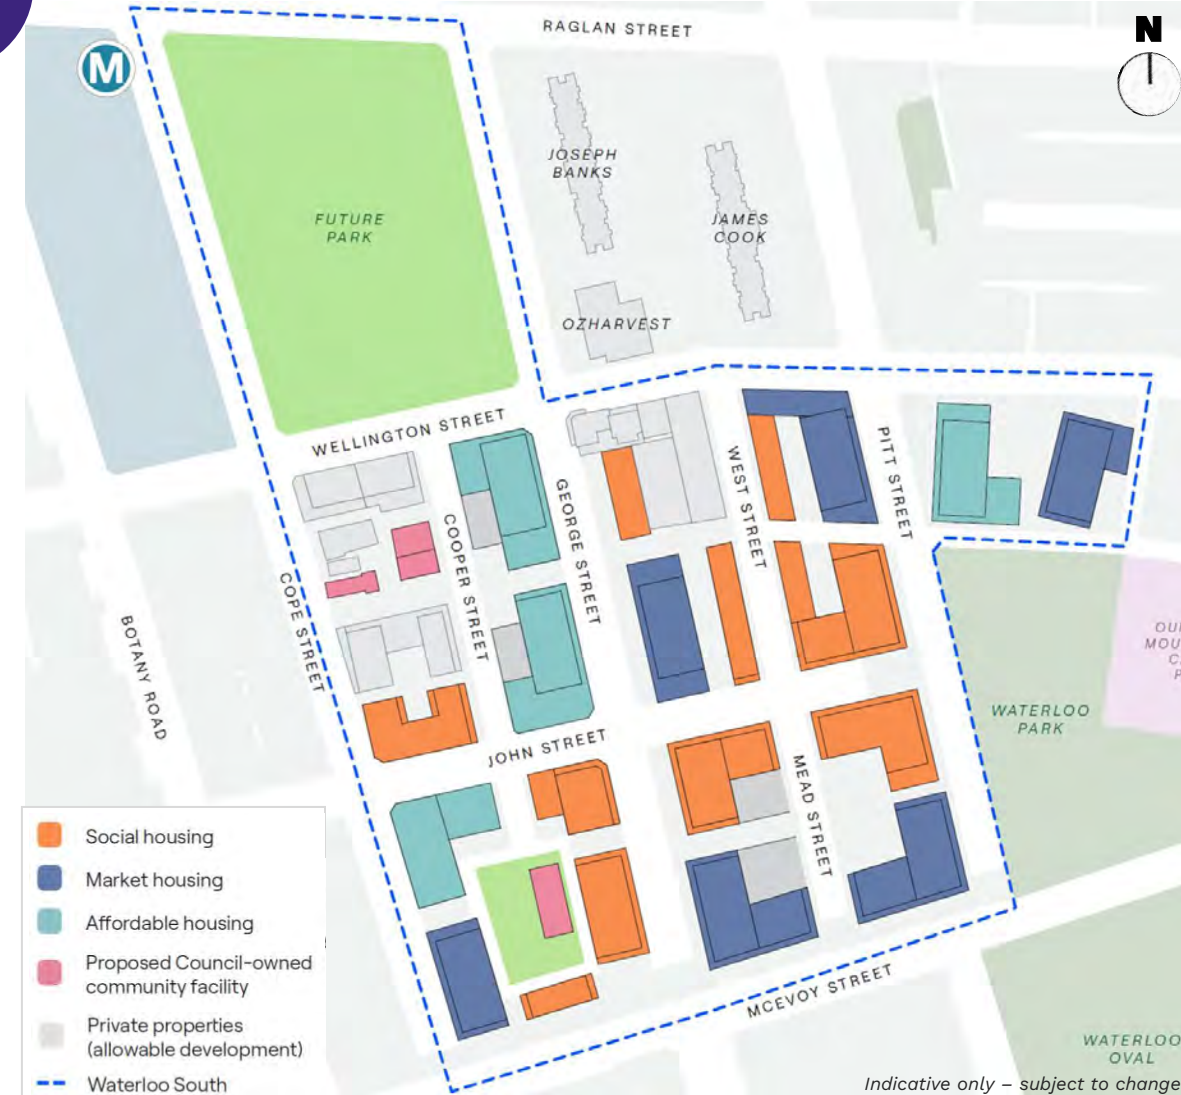 RAGLAN STREET
N
M
JOSEPH
BANKS
JAMES
COOK
FUTURE
PARK
OZHARVEST
WELLINGTON STREET
PITT STREET
WEST STREET
GEORGE STREET
COOPER STREET
COPE STREET
BOTANY ROAD
OU
MOU
C
P
WATERLOO
PARK
JOHN STREET
MEAD STREET
MCEVOY STREET
WATERLOO
OVAL
Social housing
Market housing
Affordable housing
Proposed Council-owned
community facility
Private properties
(allowable development)
Waterloo South
Indicative only – subject to change